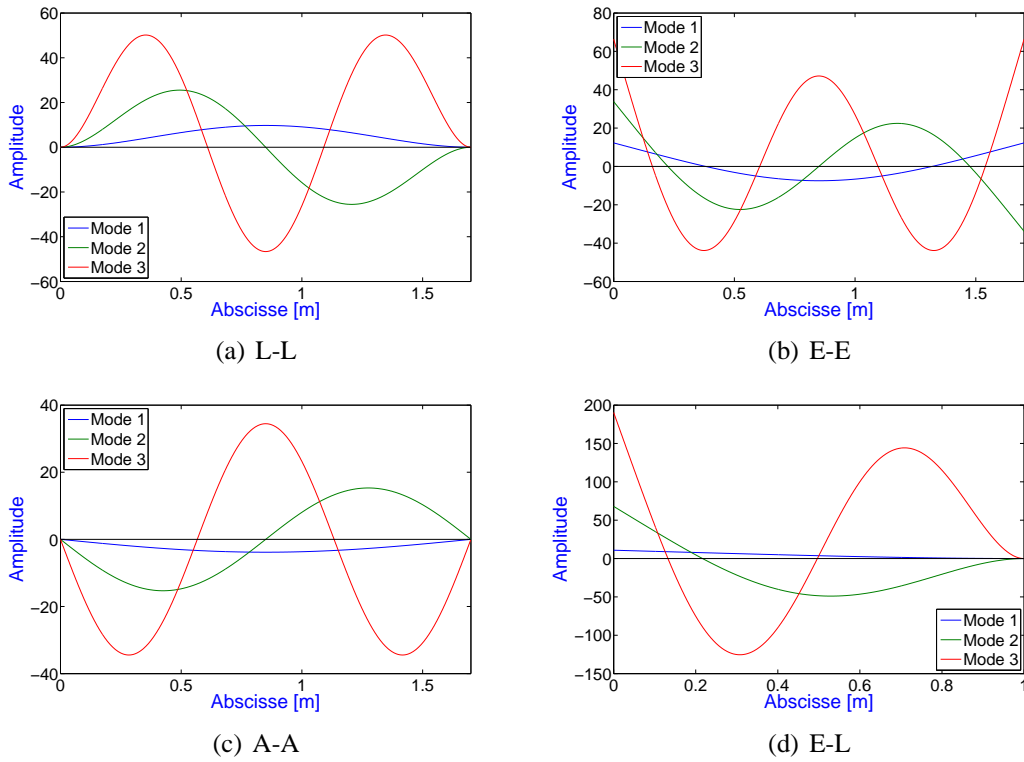 60
40
20
0
−20
−40
−60
0
0.5
1
1.5
Amplitude
Abscisse [m]
Mode 1
Mode 2
Mode 3
(a) L-L
80
60
40
20
0
−20
−40
−60
0
0.5
1
1.5
Amplitude
Abscisse [m]
Mode 1
Mode 2
Mode 3
(b) E-E
40
20
0
−20
−40
0
0.5
1
1.5
Amplitude
Abscisse [m]
Mode 1
Mode 2
Mode 3
(c) A-A
200
150
100
50
0
−50
−100
−150
0
0.2
0.4
0.6
0.8
1
Amplitude
Abscisse [m]
Mode 1
Mode 2
Mode 3
(d) E-L